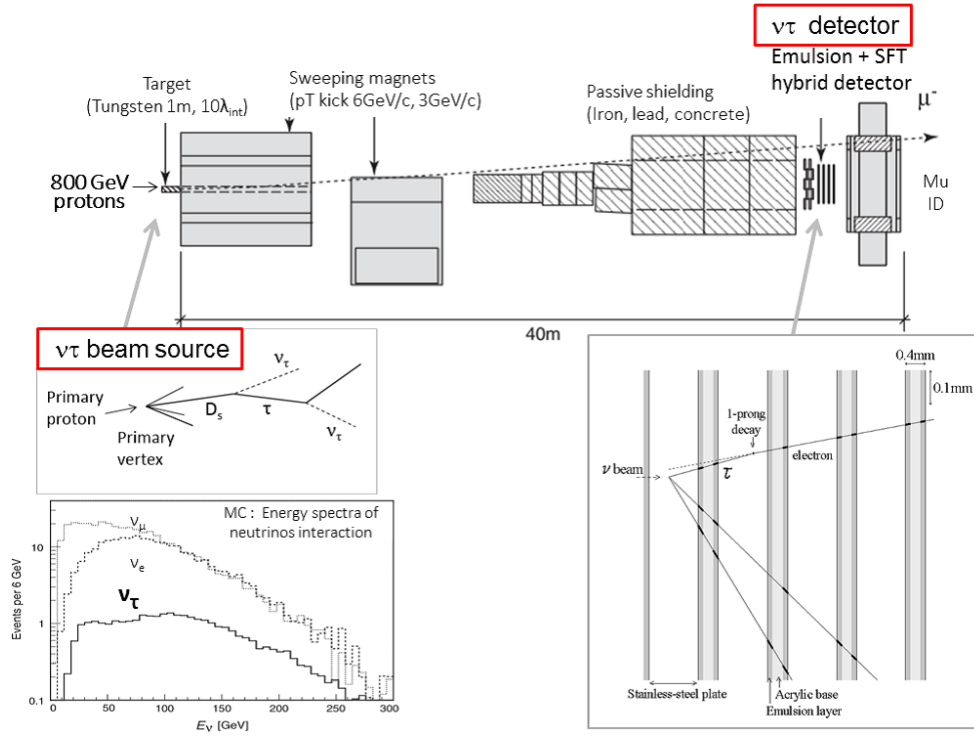 ντ detector
Emulsion + SFT
hybrid detector
Target
(Tungsten 1m, 10λint)
Sweeping magnets
(pT kick 6GeV/c, 3GeV/c)
Passive shielding
(Iron, lead, concrete)
μ-
800 GeV
protons
Mu
ID
40m
ντ beam source
ντ
Primary
proton
Ds
τ
ντ
Primary
vertex
0.4mm
0.1mm
1-prong
decay
electron
ν beam
τ
Stainless-steel plate
Acrylic base
Emulsion layer
MC : Energy spectra of
neutrinos interaction
νμ
νe
ντ
Events per 6 GeV
10
1
0.1
0 50 100 150 200 250 300
Eν [GeV]